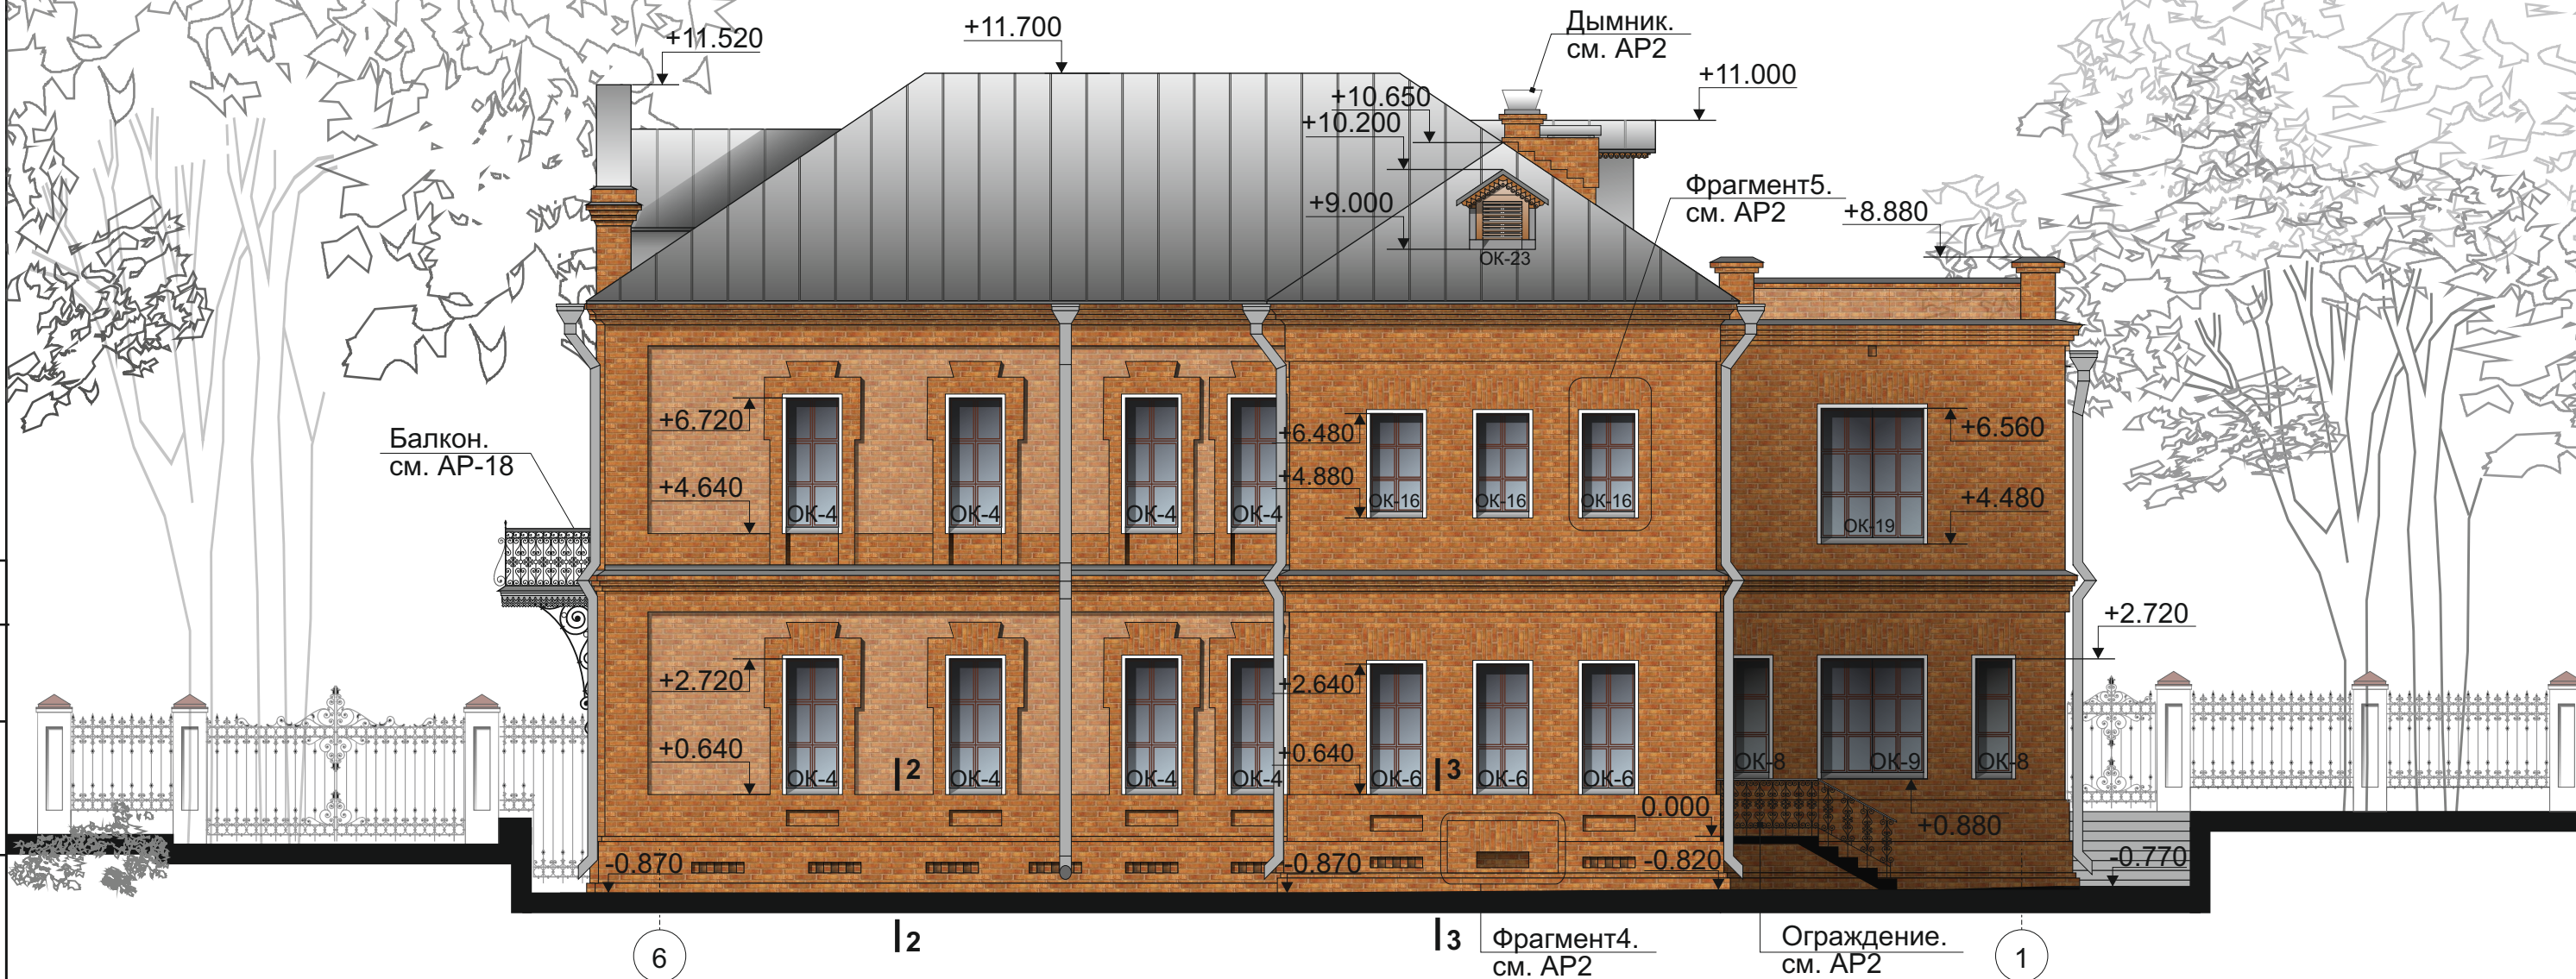 +11.520
+11.700
Дымник.
см. АР2
+11.000
+10.650
+10.200
+9.000
ОК-23
Фрагмент5.
см. АР2
+8.880
Балкон.
см. АР-18
+6.720
+4.640
ОК-4
ОК-4
ОК-4
ОК-4
+6.480
+4.880
ОК-16
ОК-16
ОК-16
+6.560
+4.480
ОК-19
+2.720
+2.720
+0.640
ОК-4
2
ОК-4
ОК-4
ОК-4
+2.640
+0.640
ОК-6
3
ОК-6
ОК-6
ОК-8
ОК-9
ОК-8
0.000
+0.880
-0.870
-0.870
-0.820
-0.770
6
2
3
Фрагмент4.
см. АР2
Ограждение.
см. АР2
1